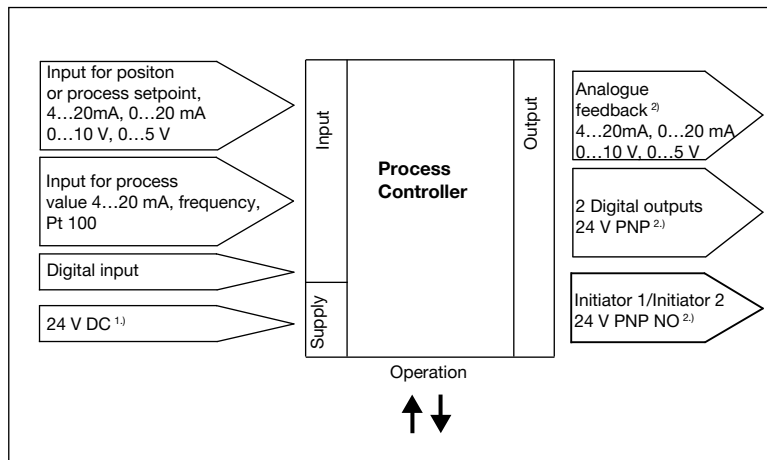 Input for positon
or process setpoint,
4…20mA, 0…20 mA
0…10 V, 0…5 V
Input for process
value 4…20 mA, frequency,
Pt 100
Digital input
24 V DC 1.)
Input
Supply
Process
Controller
Output
Analogue
feedback 2)
4…20mA, 0…20 mA
0…10 V, 0…5 V
2 Digital outputs
24 V PNP 2.)
Initiator 1/Initiator 2
24 V PNP NO 2.)
Operation